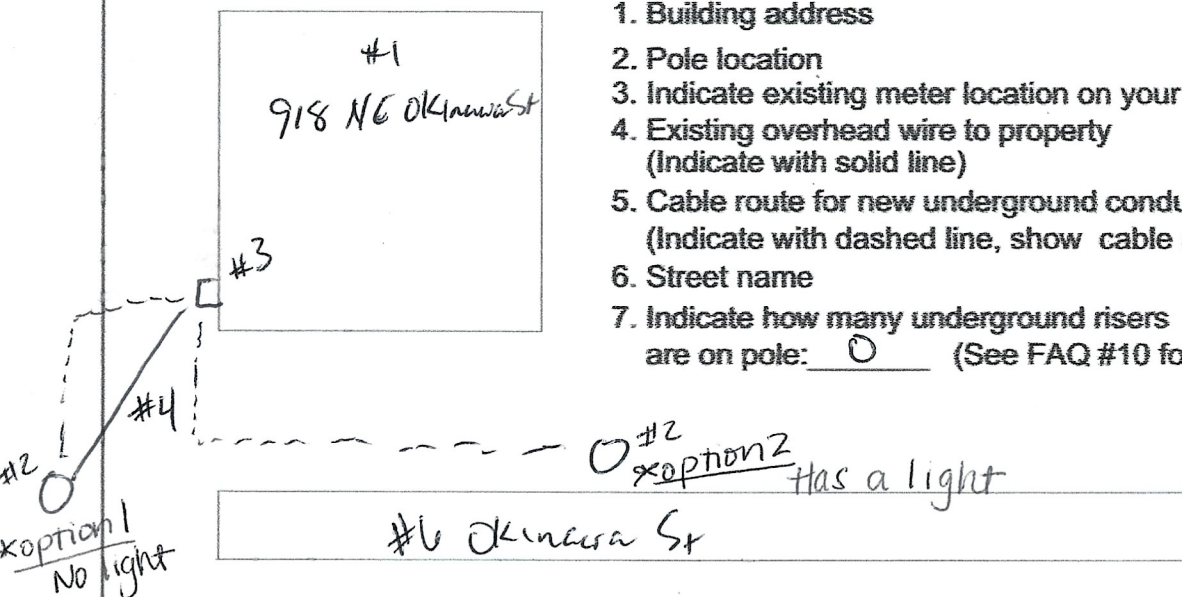 1. Building address
2. Pole location
3. Indicate existing meter location on your
4. Existing overhead wire to property
(Indicate with solid line)
5. Cable route for new underground condu
(Indicate with dashed line, show cable
6. Street name
7. Indicate how many underground risers
are on pole: 0 (See FAQ #10 fo
#1
918 NE Okinawa St
#3
#4
#2
*option 1
No light
#2
*option 2
Has a light
#6 Okinawa St